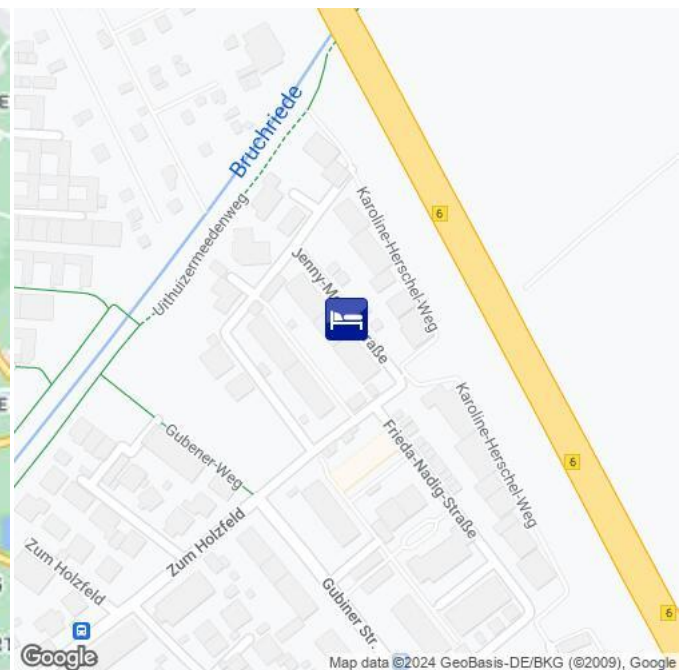 Bruchriede
Uithuizermeedenweg
Karoline-Herschel-Weg
6
Jenny-M
raße
Karoline-Herschel-Weg
6
Frieda-Nadig-Straße
Gubener-Weg
Zum Holzfeld
Zum Holzfeld
Gubiner Str.
6
Google
Map data ©2024 GeoBasis-DE/BKG (©2009), Google